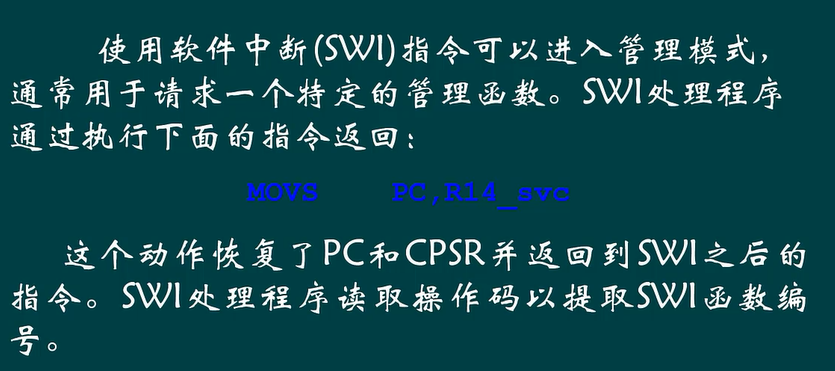 使用软件中断(SWI)指令可以进入管理模式，
通常用于请求一个特定的管理函数。SWI处理程序
通过执行下面的指令返回：
MOVS PC,R14_svc
这个动作恢复了PC和CPSR并返回到SWI之后的
指令。SWI处理程序读取操作码以提取SWI函数编
号。